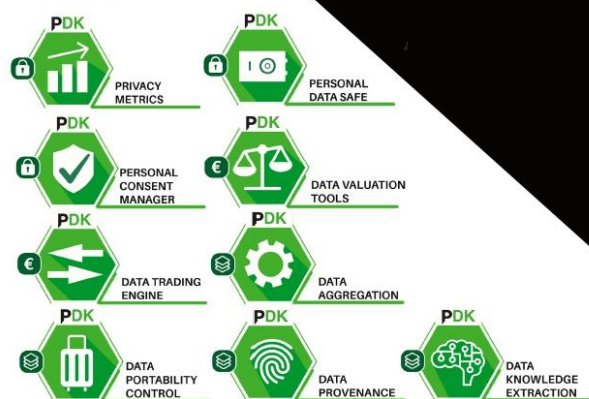 PDK
PRIVACY
METRICS
PDK
PERSONAL
DATA SAFE
PDK
PERSONAL
CONSENT
MANAGER
PDK
€
DATA VALUATION
TOOLS
PDK
€
DATA TRADING
ENGINE
PDK
DATA
AGGREGATION
PDK
DATA
PORTABILITY
CONTROL
PDK
DATA
PROVENANCE
PDK
DATA
KNOWLEDGE
EXTRACTION